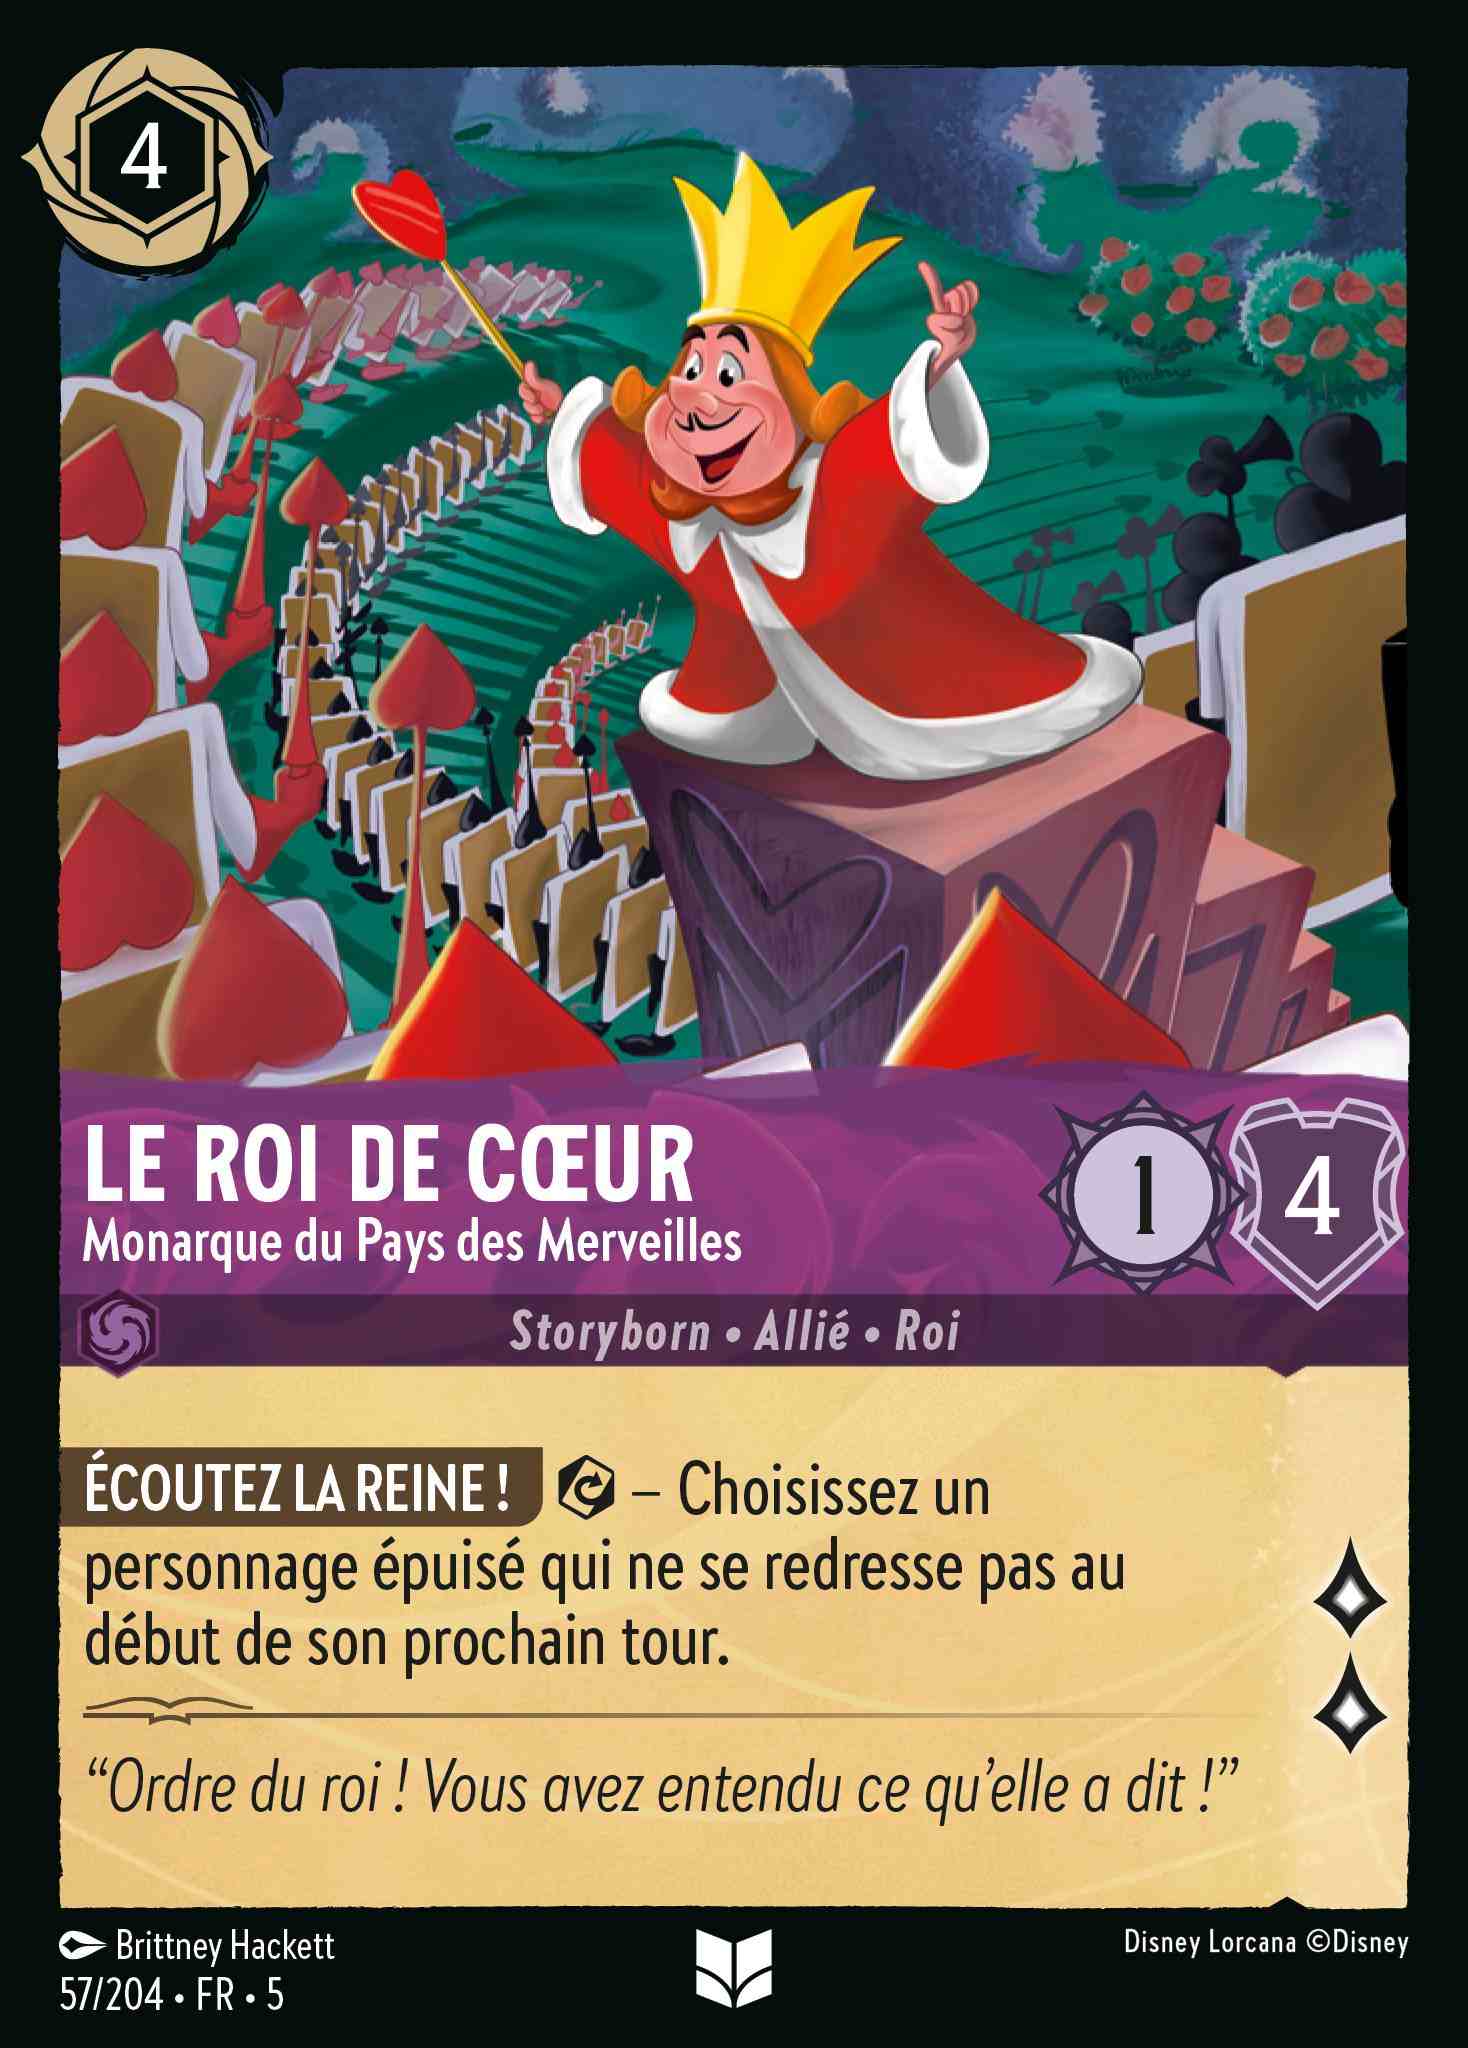 4
LE ROI DE CŒUR
Monarque du Pays des Merveilles
1
4
Storyborn • Allié • Roi
ÉCOUTEZ LA REINE ! – Choisissez un
personnage épuisé qui ne se redresse pas au
début de son prochain tour.
“Ordre du roi ! Vous avez entendu ce qu’elle a dit !”
Brittney Hackett
Disney Lorcana ©Disney
57/204 • FR • 5